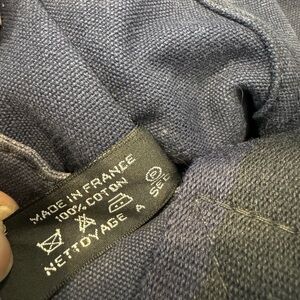 MADE IN FRANCE
100% COTON
P
NETTOYAGE A SEC